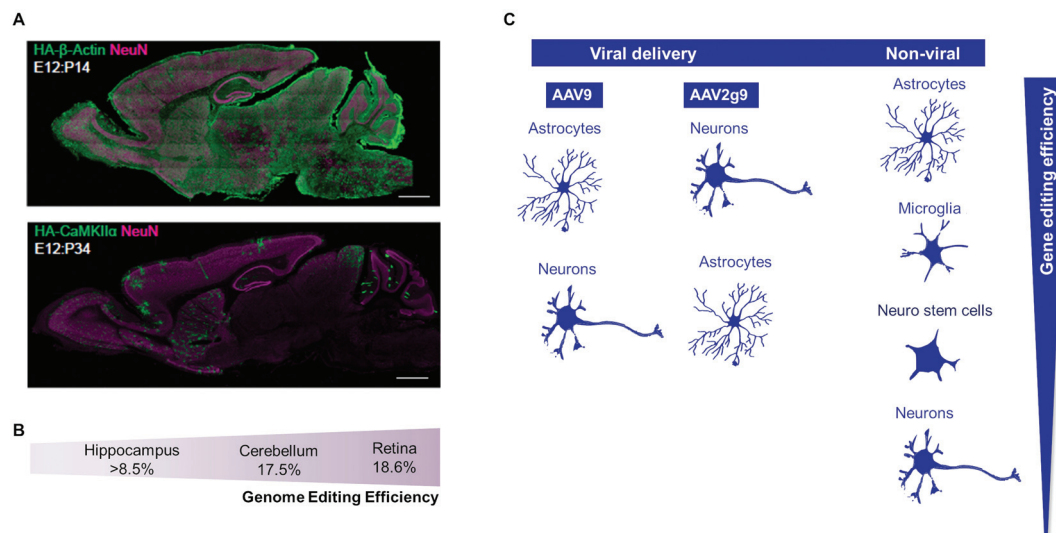 A
HA-β-Actin NeuN
E12:P14
HA-CaMKIIα NeuN
E12:P34
B
Hippocampus
>8.5%
Cerebellum
17.5%
Retina
18.6%
Genome Editing Efficiency
C
Viral delivery
Non-viral
AAV9
AAV2g9
Astrocytes
Neurons
Neurons
Astrocytes
Astrocytes
Microglia
Neuro stem cells
Neurons
Gene editing efficiency